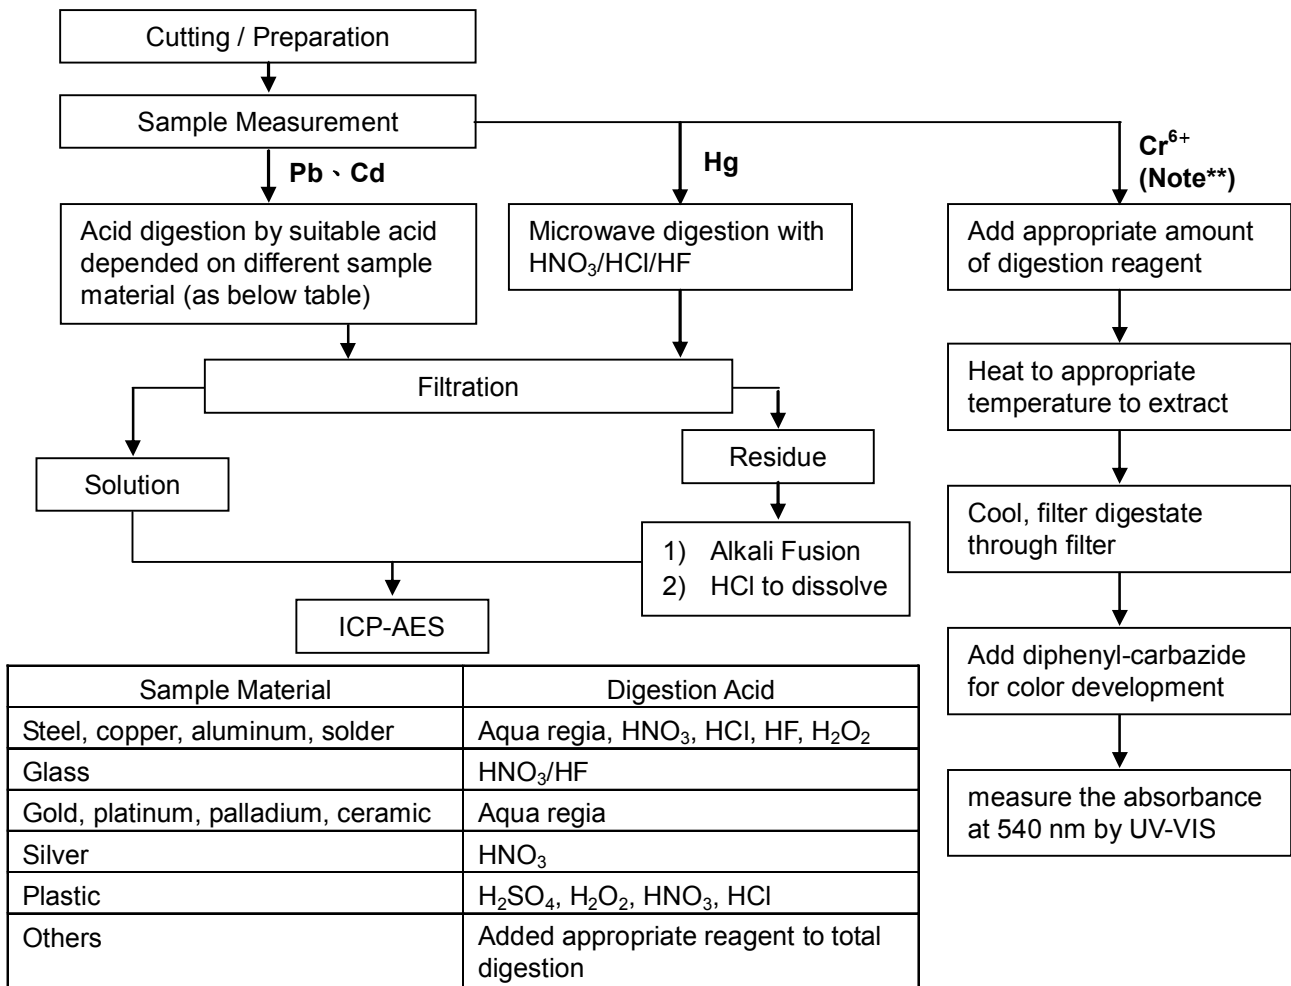 Cutting / Preparation
Sample Measurement
Pb、Cd
Hg
Cr⁶⁺
(Note**)
Acid digestion by suitable acid
depended on different sample
material (as below table)
Microwave digestion with
HNO₃/HCl/HF
Add appropriate amount
of digestion reagent
Filtration
Heat to appropriate
temperature to extract
Solution
Residue
1) Alkali Fusion
2) HCl to dissolve
Cool, filter digestate
through filter
ICP-AES
Add diphenyl-carbazide
for color development
measure the absorbance
at 540 nm by UV-VIS
Sample Material Digestion Acid
Steel, copper, aluminum, solder Aqua regia, HNO₃, HCl, HF, H₂O₂
Glass HNO₃/HF
Gold, platinum, palladium, ceramic Aqua regia
Silver HNO₃
Plastic H₂SO₄, H₂O₂, HNO₃, HCl
Others Added appropriate reagent to total
digestion